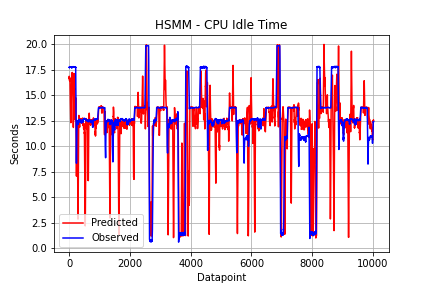 HSMM - CPU Idle Time
20.0
17.5
15.0
12.5
10.0
7.5
5.0
2.5
0.0
Seconds
Predicted
Observed
0 2000 4000 6000 8000 10000
Datapoint